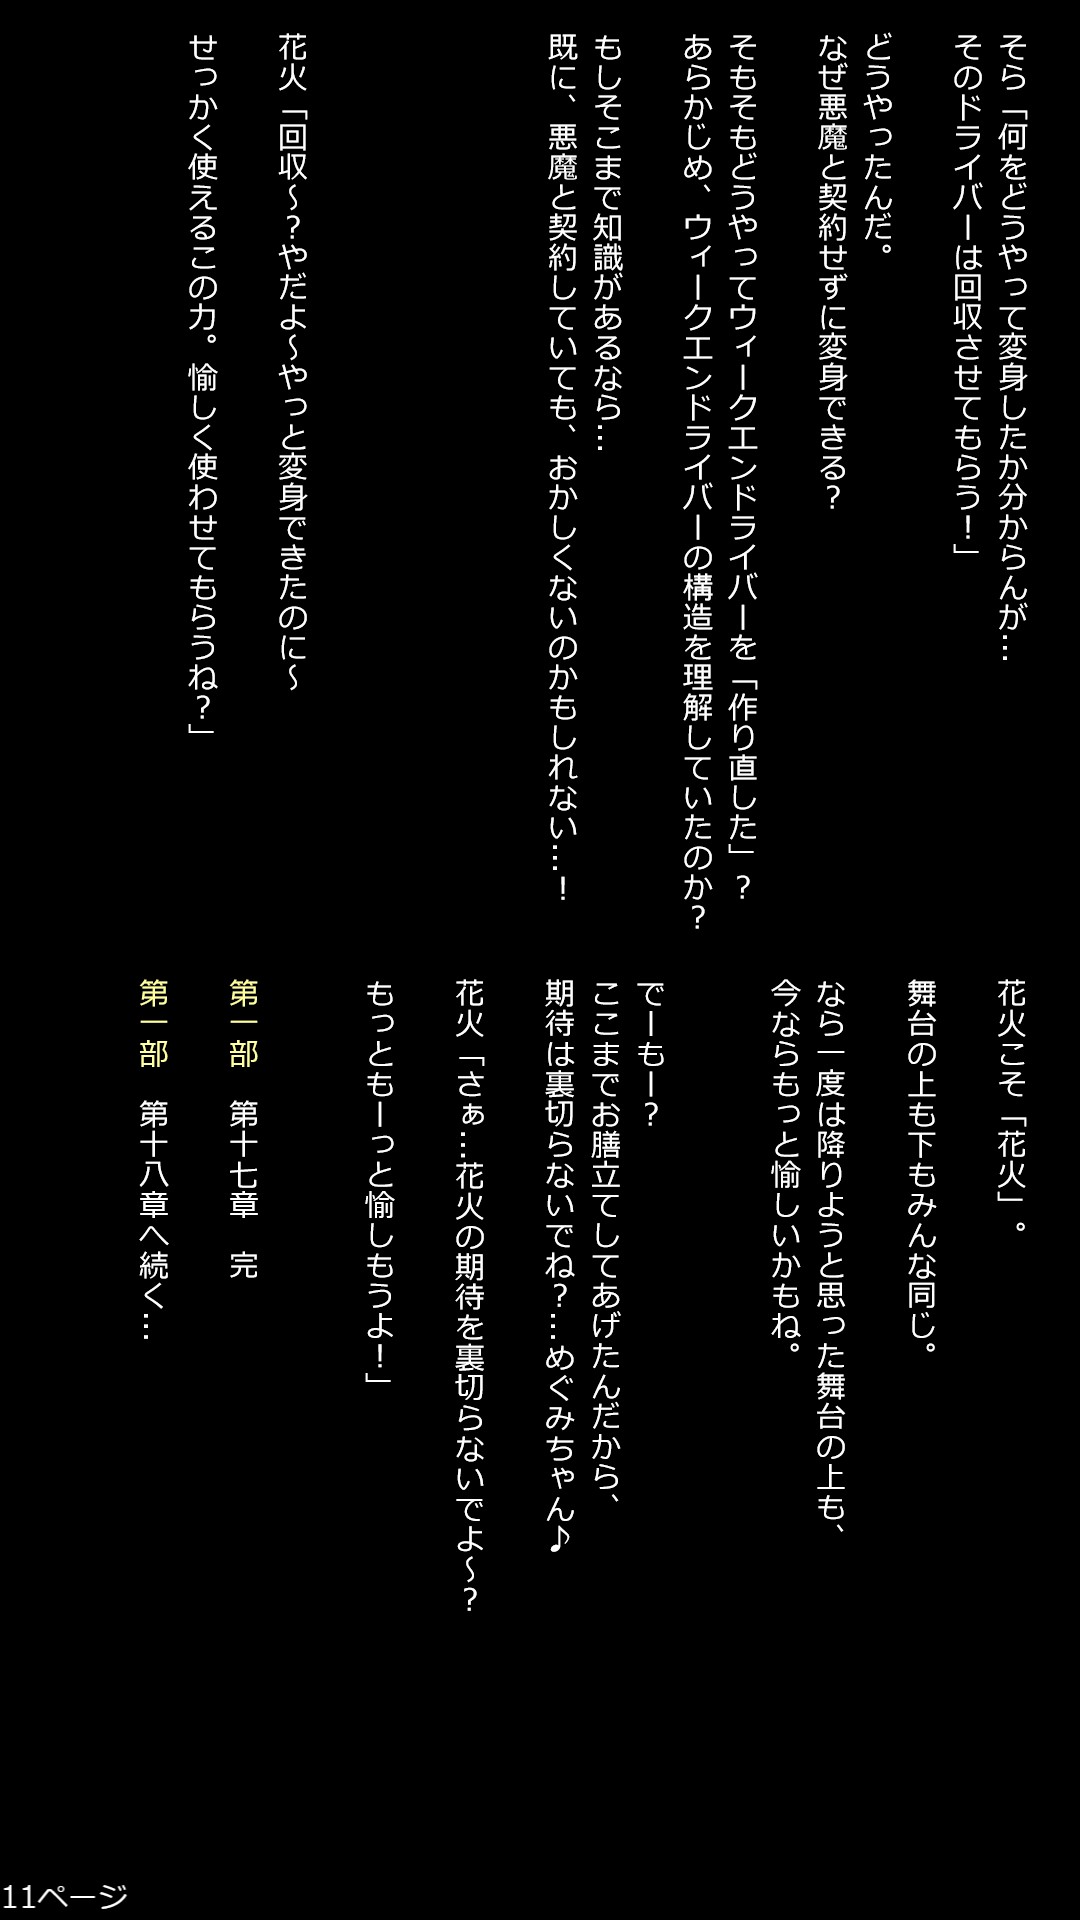 そら「何をどうやって変身したか分からんが…
そのドライバーは回収させてもらう！」
どうやったんだ。
なぜ悪魔と契約せずに変身できる？
そもそもどうやってウィークエンドライバーを「作り直した」？
あらかじめ、ウィークエンドライバーの構造を理解していたのか？
もしそこまで知識があるなら…
既に、悪魔と契約していても、おかしくないのかもしれない…！
花火「回収～？やだよ～やっと変身できたのに～
せっかく使えるこの力。愉しく使わせてもらうね？」
花火こそ「花火」。
舞台の上も下もみんな同じ。
なら一度は降りようと思った舞台の上も、
今ならもっと愉しいかもね。
でーもー？
ここまでお膳立てしてあげたんだから、
期待は裏切らないでね？…めぐみちゃん♪
花火「さぁ…花火の期待を裏切らないでよ～？
もっともーっと愉しもうよ！」
第一部　第十七章　完
第一部　第十八章へ続く…
11ページ